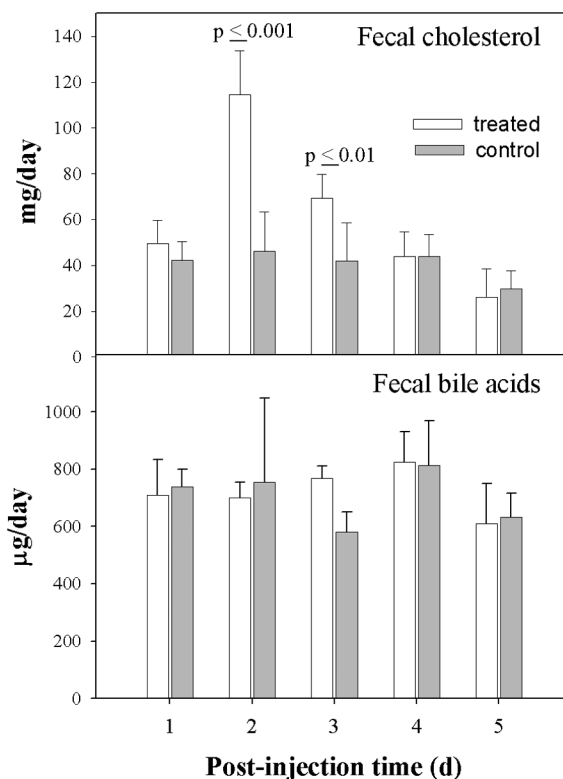 Fecal cholesterol
p ≤ 0.001
p ≤ 0.01
treated
control
mg/day
140
120
100
80
60
40
20
0
Fecal bile acids
µg/day
1000
800
600
400
200
0
1 2 3 4 5
Post-injection time (d)